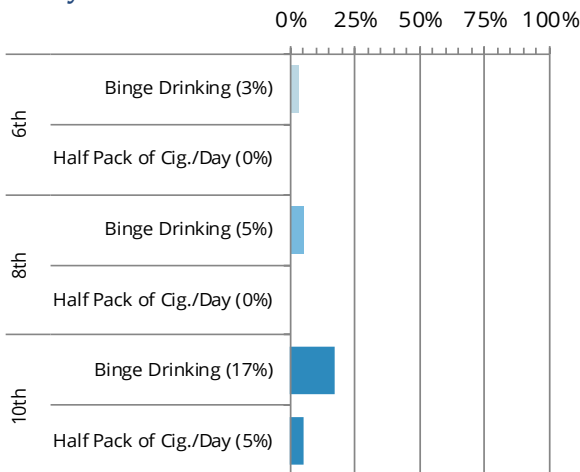 0% 25% 50% 75% 100%
6th
Binge Drinking (3%)
Half Pack of Cig./Day (0%)
8th
Binge Drinking (5%)
Half Pack of Cig./Day (0%)
10th
Binge Drinking (17%)
Half Pack of Cig./Day (5%)